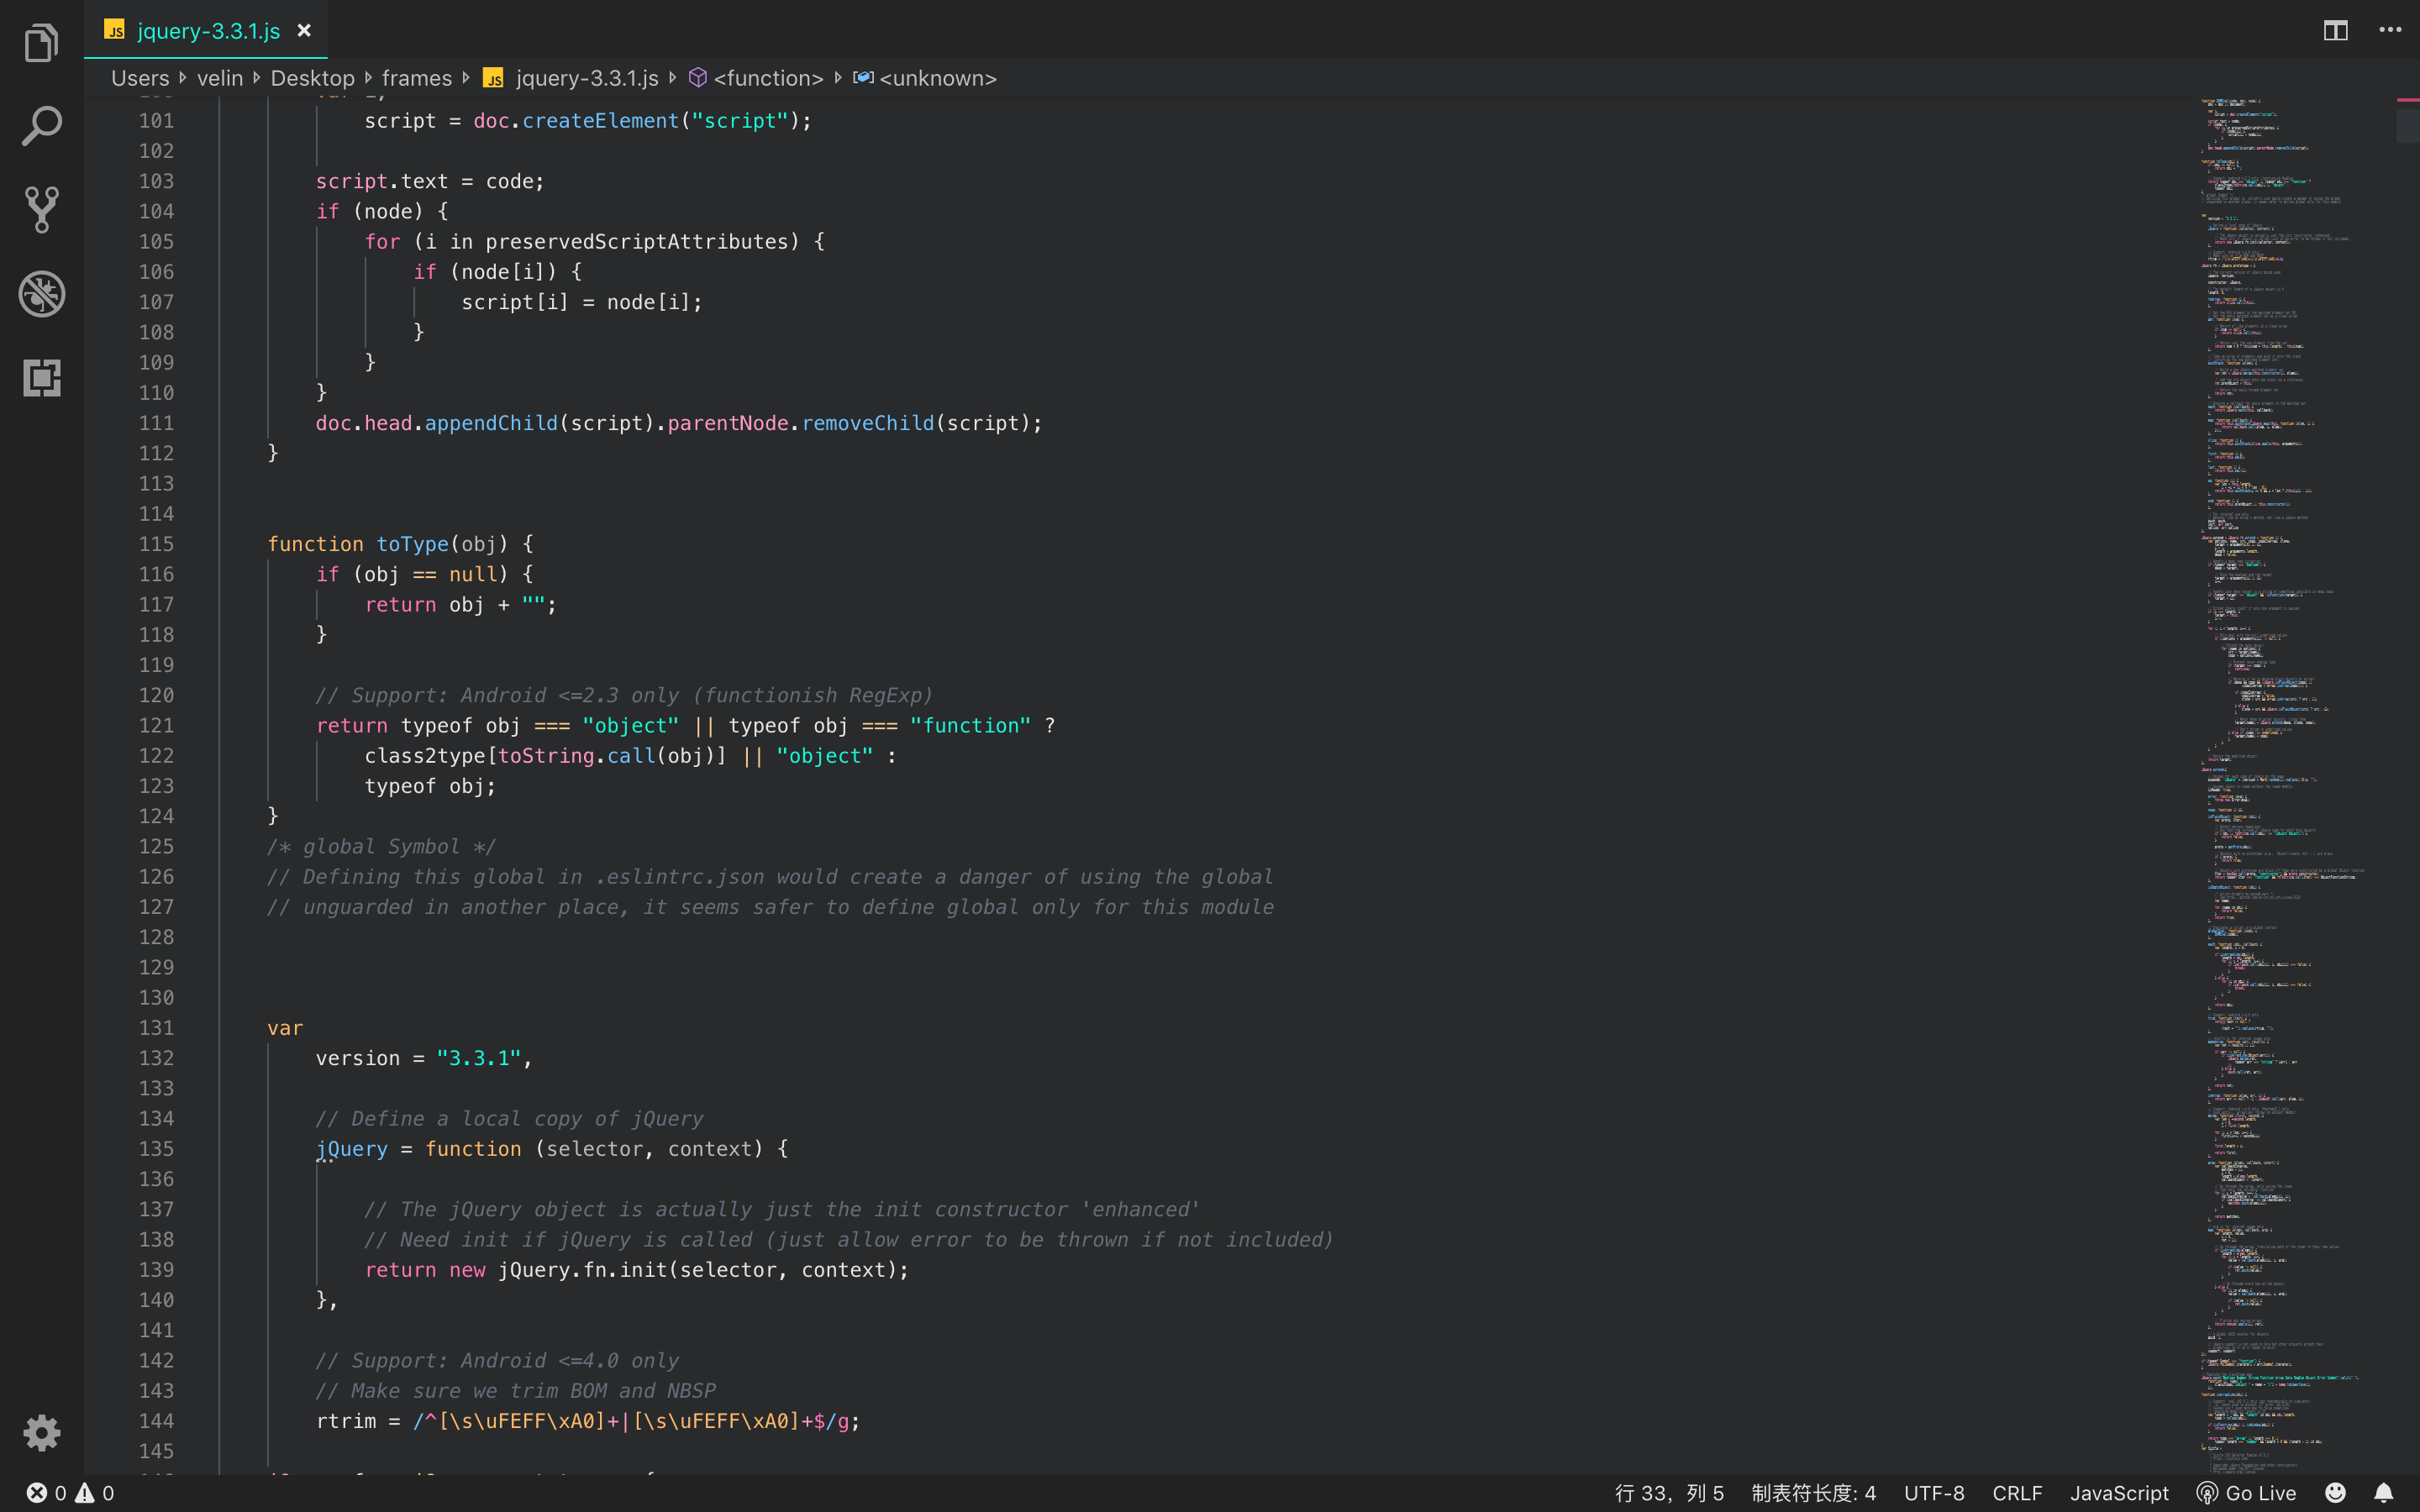 jquery-3.3.1.js
Users velin Desktop frames jquery-3.3.1.js <function> <unknown>
101 script = doc.createElement("script");
102
103 script.text = code;
104 if (node) {
105 for (i in preservedScriptAttributes) {
106 if (node[i]) {
107 script[i] = node[i];
108 }
109 }
110 }
111 doc.head.appendChild(script).parentNode.removeChild(script);
112 }
113
114
115 function toType(obj) {
116 if (obj == null) {
117 return obj + "";
118 }
119
120 // Support: Android <=2.3 only (functionish RegExp)
121 return typeof obj === "object" || typeof obj === "function" ?
122 class2type[toString.call(obj)] || "object" :
123 typeof obj;
124 }
125 /* global Symbol */
126 // Defining this global in .eslintrc.json would create a danger of using the global
127 // unguarded in another place, it seems safer to define global only for this module
128
129
130
131 var
132 version = "3.3.1",
133
134 // Define a local copy of jQuery
135 jQuery = function (selector, context) {
136
137 // The jQuery object is actually just the init constructor 'enhanced'
138 // Need init if jQuery is called (just allow error to be thrown if not included)
139 return new jQuery.fn.init(selector, context);
140 },
141
142 // Support: Android <=4.0 only
143 // Make sure we trim BOM and NBSP
144 rtrim = /^[\s\uFEFF\xA0]+|[\s\uFEFF\xA0]+$/g;
145
0 0 行 33，列 5 制表符长度: 4 UTF-8 CRLF JavaScript Go Live